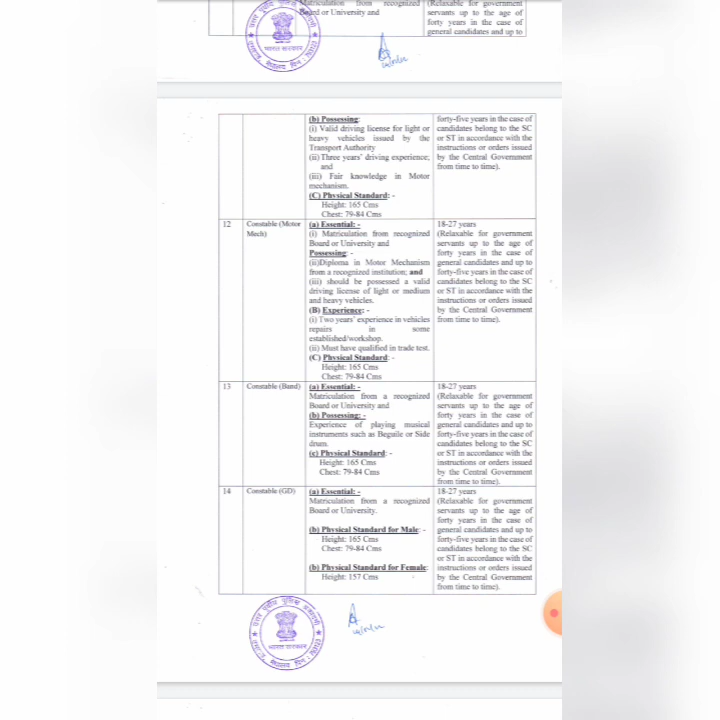 Matriculation from recognized
Board or University and
(Relaxable for government
servants up to the age of
forty years in the case of
general candidates and up to
भारत सरकार
(b) Possessing:
(i) Valid driving license for light or
heavy vehicles issued by the
Transport Authority
(ii) Three years' driving experience;
and
(iii) Fair knowledge in Motor
mechanism.
(C) Physical Standard: -
Height: 165 Cms
Chest: 79-84 Cms
forty-five years in the case of
candidates belong to the SC
or ST in accordance with the
instructions or orders issued
by the Central Government
from time to time).
12
Constable (Motor
Mech)
(a) Essential: -
(i) Matriculation from recognized
Board or University and
Possessing: -
(ii)Diploma in Motor Mechanism
from a recognized institution; and
(iii) should be possessed a valid
driving license of light or medium
and heavy vehicles.
(B) Experience: -
(i) Two years' experience in vehicles
repairs in some
established/workshop.
(ii) Must have qualified in trade test.
(C) Physical Standard: -
Height: 165 Cms
Chest: 79-84 Cms
18-27 years
(Relaxable for government
servants up to the age of
forty years in the case of
general candidates and up to
forty-five years in the case of
candidates belong to the SC
or ST in accordance with the
instructions or orders issued
by the Central Government
from time to time).
13
Constable (Band)
(a) Essential: -
Matriculation from a recognized
Board or University and
(b) Possessing: -
Experience of playing musical
instruments such as Beguile or Side
drum.
(c) Physical Standard: -
Height: 165 Cms
Chest: 79-84 Cms
18-27 years
(Relaxable for government
servants up to the age of
forty years in the case of
general candidates and up to
forty-five years in the case of
candidates belong to the SC
or ST in accordance with the
instructions or orders issued
by the Central Government
from time to time).
14
Constable (GD)
(a) Essential: -
Matriculation from a recognized
Board or University.
(b) Physical Standard for Male: -
Height: 165 Cms
Chest: 79-84 Cms
(b) Physical Standard for Female:
Height: 157 Cms
18-27 years
(Relaxable for government
servants up to the age of
forty years in the case of
general candidates and up to
forty-five years in the case of
candidates belong to the SC
or ST in accordance with the
instructions or orders issued
by the Central Government
from time to time).
उत्तर पूर्वीय पुलिस अकादमी
भारत सरकार